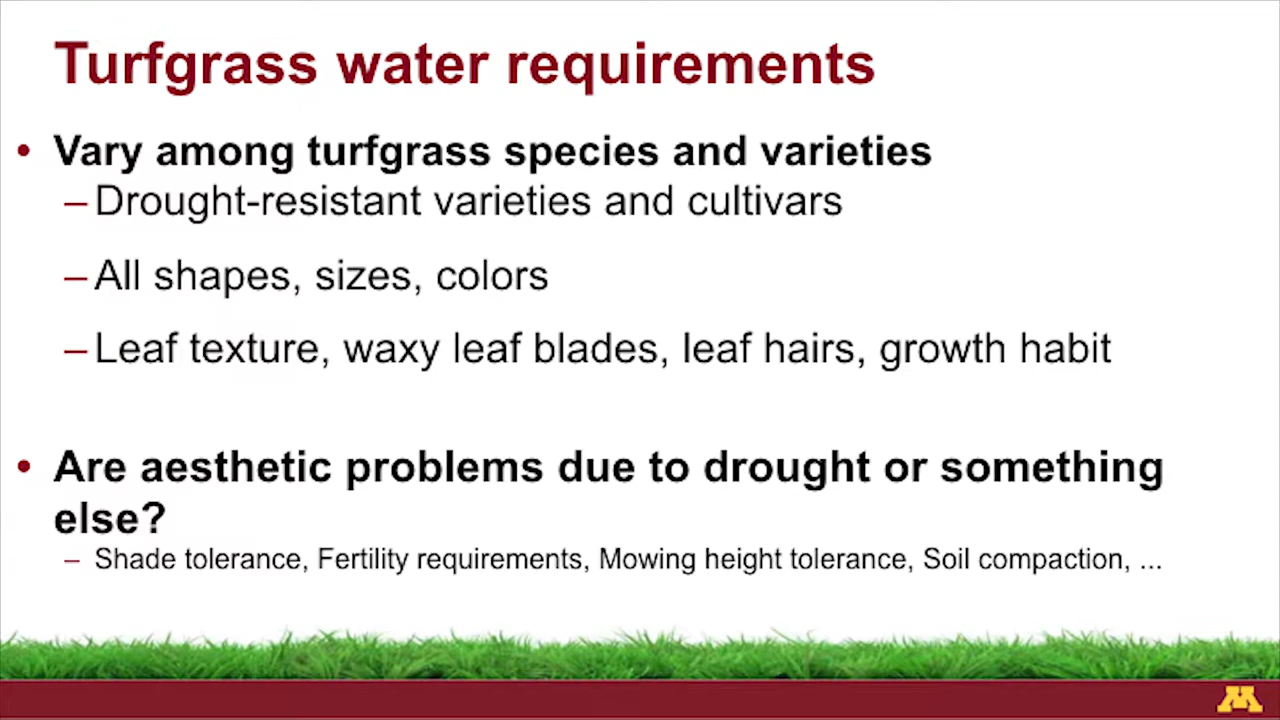 Turfgrass water requirements
• Vary among turfgrass species and varieties
– Drought-resistant varieties and cultivars
– All shapes, sizes, colors
– Leaf texture, waxy leaf blades, leaf hairs, growth habit
• Are aesthetic problems due to drought or something
else?
– Shade tolerance, Fertility requirements, Mowing height tolerance, Soil compaction, ...
M